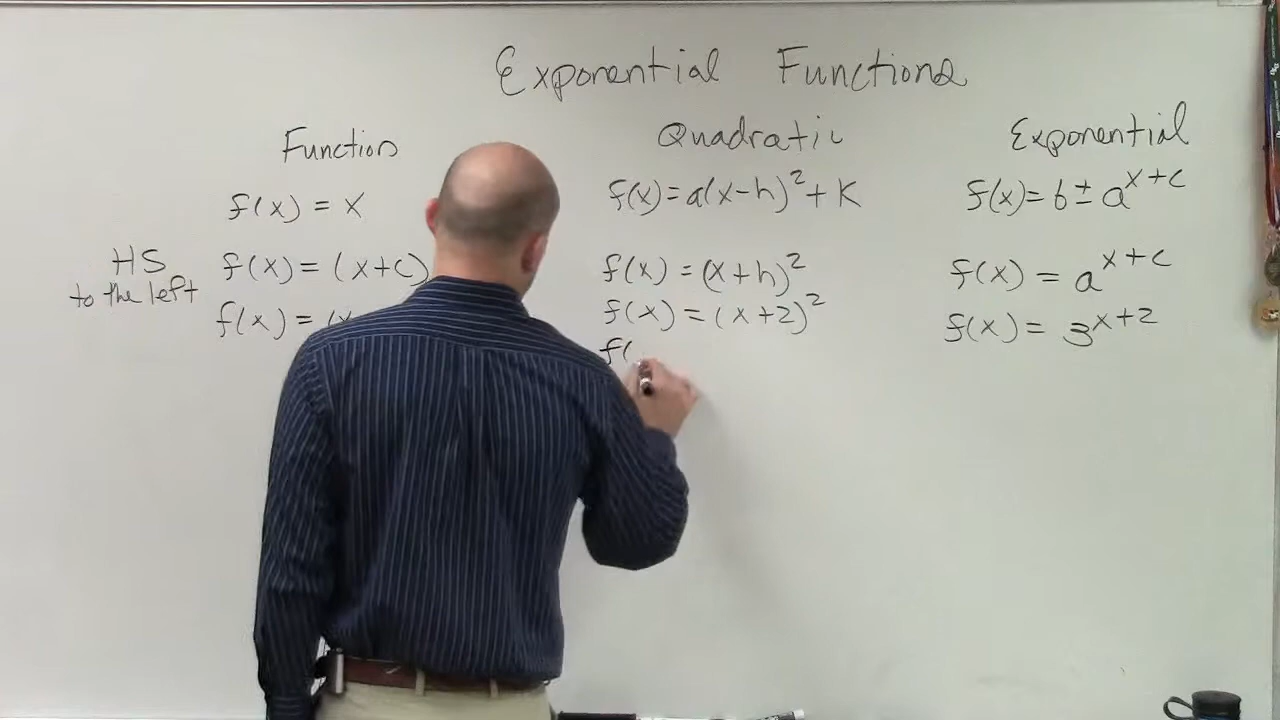 Exponential Functions
Function Quadratic Exponential
f(x) = x f(x)=a(x-h)²+K f(x)= b ± a^x+c
HS
to the left
f(x) = (x+c) f(x) = (x+h)² f(x) = a^x+c
f(x) = (x f(x) = (x+2)² f(x) = 3^x+2
f(